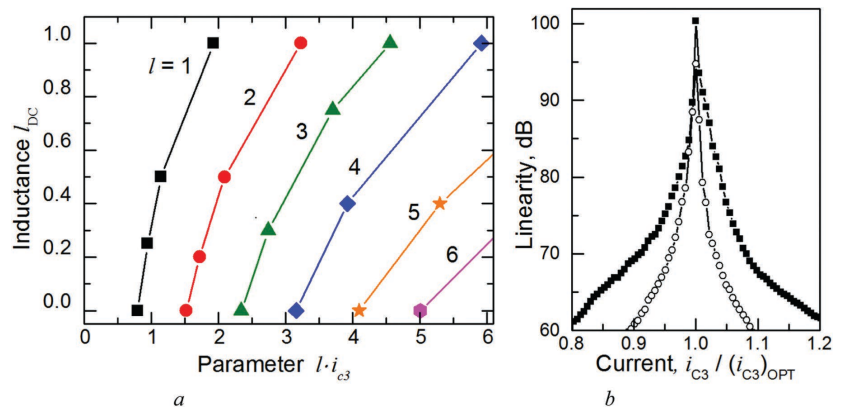 1.0
0.8
0.6
0.4
0.2
0.0
Inductance l_DC
l = 1
2
3
4
5
6
0 1 2 3 4 5 6
Parameter l·i_c3
a
100
90
80
70
60
Linearity, dB
0.8 0.9 1.0 1.1 1.2
Current, i_C3 / (i_C3)_OPT
b